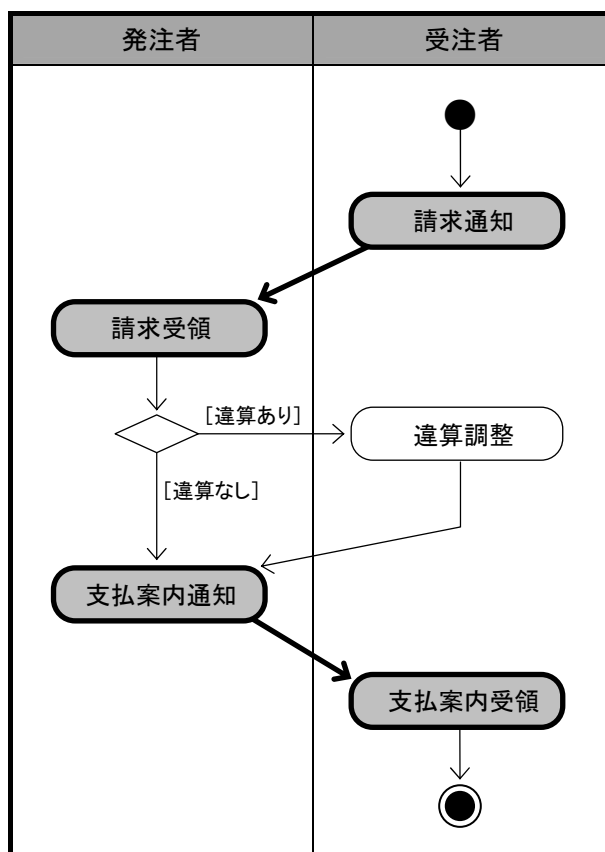 発注者
受注者
請求通知
請求受領
[違算あり]
違算調整
[違算なし]
支払案内通知
支払案内受領